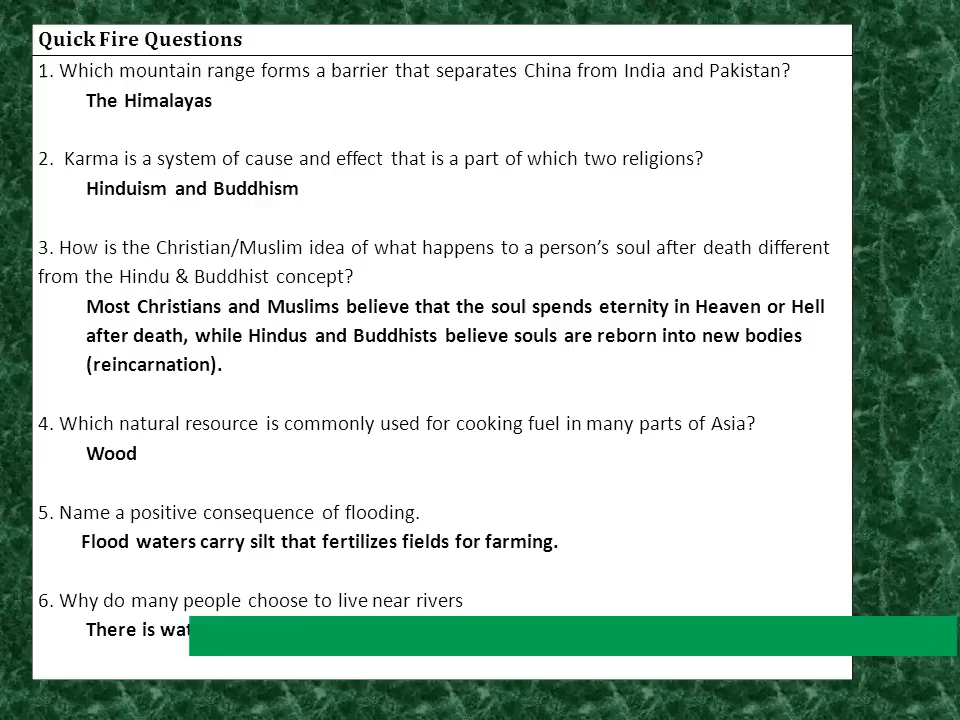 Quick Fire Questions
1. Which mountain range forms a barrier that separates China from India and Pakistan?
The Himalayas
2. Karma is a system of cause and effect that is a part of which two religions?
Hinduism and Buddhism
3. How is the Christian/Muslim idea of what happens to a person’s soul after death different
from the Hindu & Buddhist concept?
Most Christians and Muslims believe that the soul spends eternity in Heaven or Hell
after death, while Hindus and Buddhists believe souls are reborn into new bodies
(reincarnation).
4. Which natural resource is commonly used for cooking fuel in many parts of Asia?
Wood
5. Name a positive consequence of flooding.
Flood waters carry silt that fertilizes fields for farming.
6. Why do many people choose to live near rivers
There is